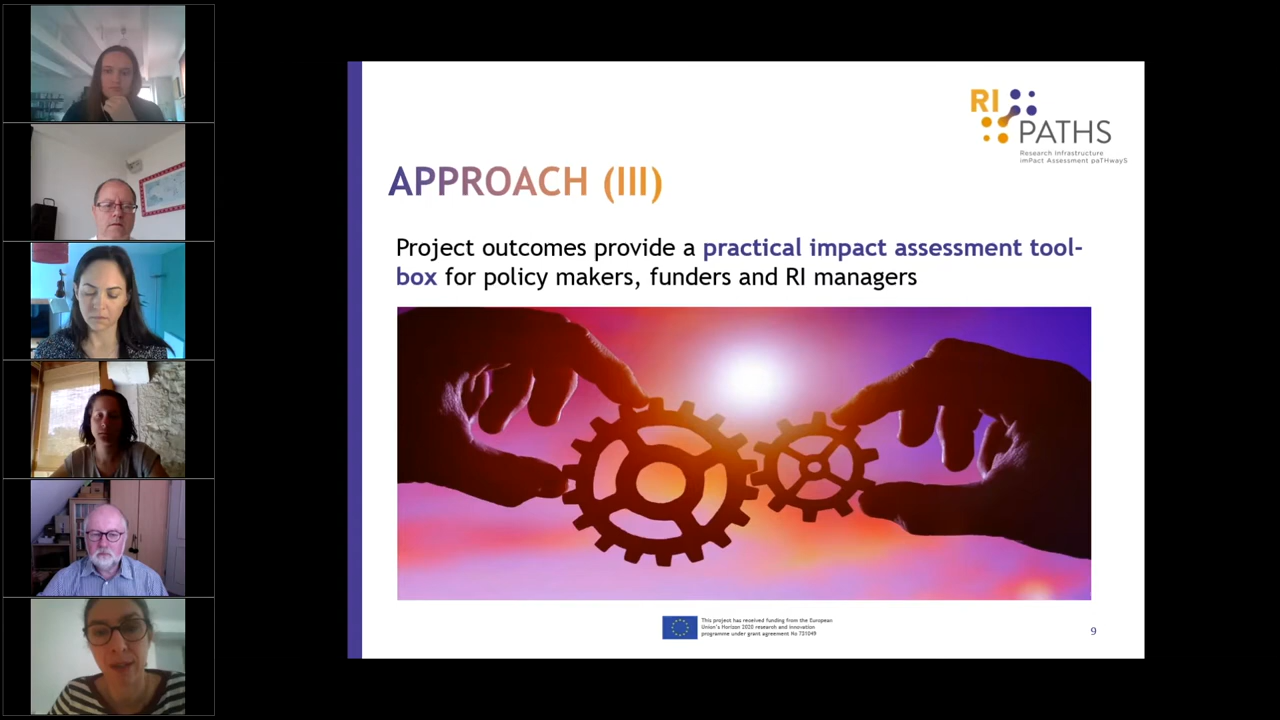 RI
PATHS
Research Infrastructure
imPact Assessment paTHwayS
APPROACH (III)
Project outcomes provide a practical impact assessment tool-
box for policy makers, funders and RI managers
This project has received funding from the European
Union's Horizon 2020 research and innovation
programme under grant agreement No 731049
9